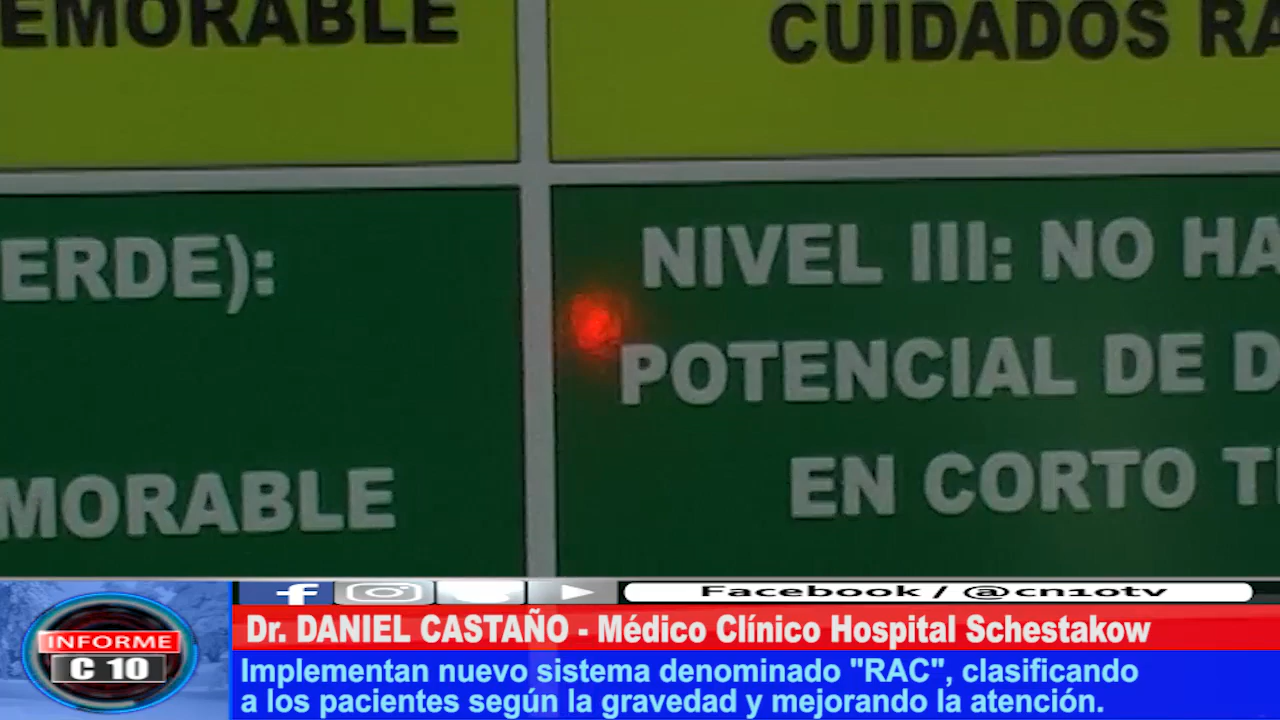 EMORABLE
CUIDADOS RA
ERDE):
NIVEL III: NO HA
POTENCIAL DE D
MORABLE
EN CORTO T
f
Facebook / @cn10tv
INFORME
C 10
Dr. DANIEL CASTAÑO - Médico Clínico Hospital Schestakow
Implementan nuevo sistema denominado "RAC", clasificando
a los pacientes según la gravedad y mejorando la atención.